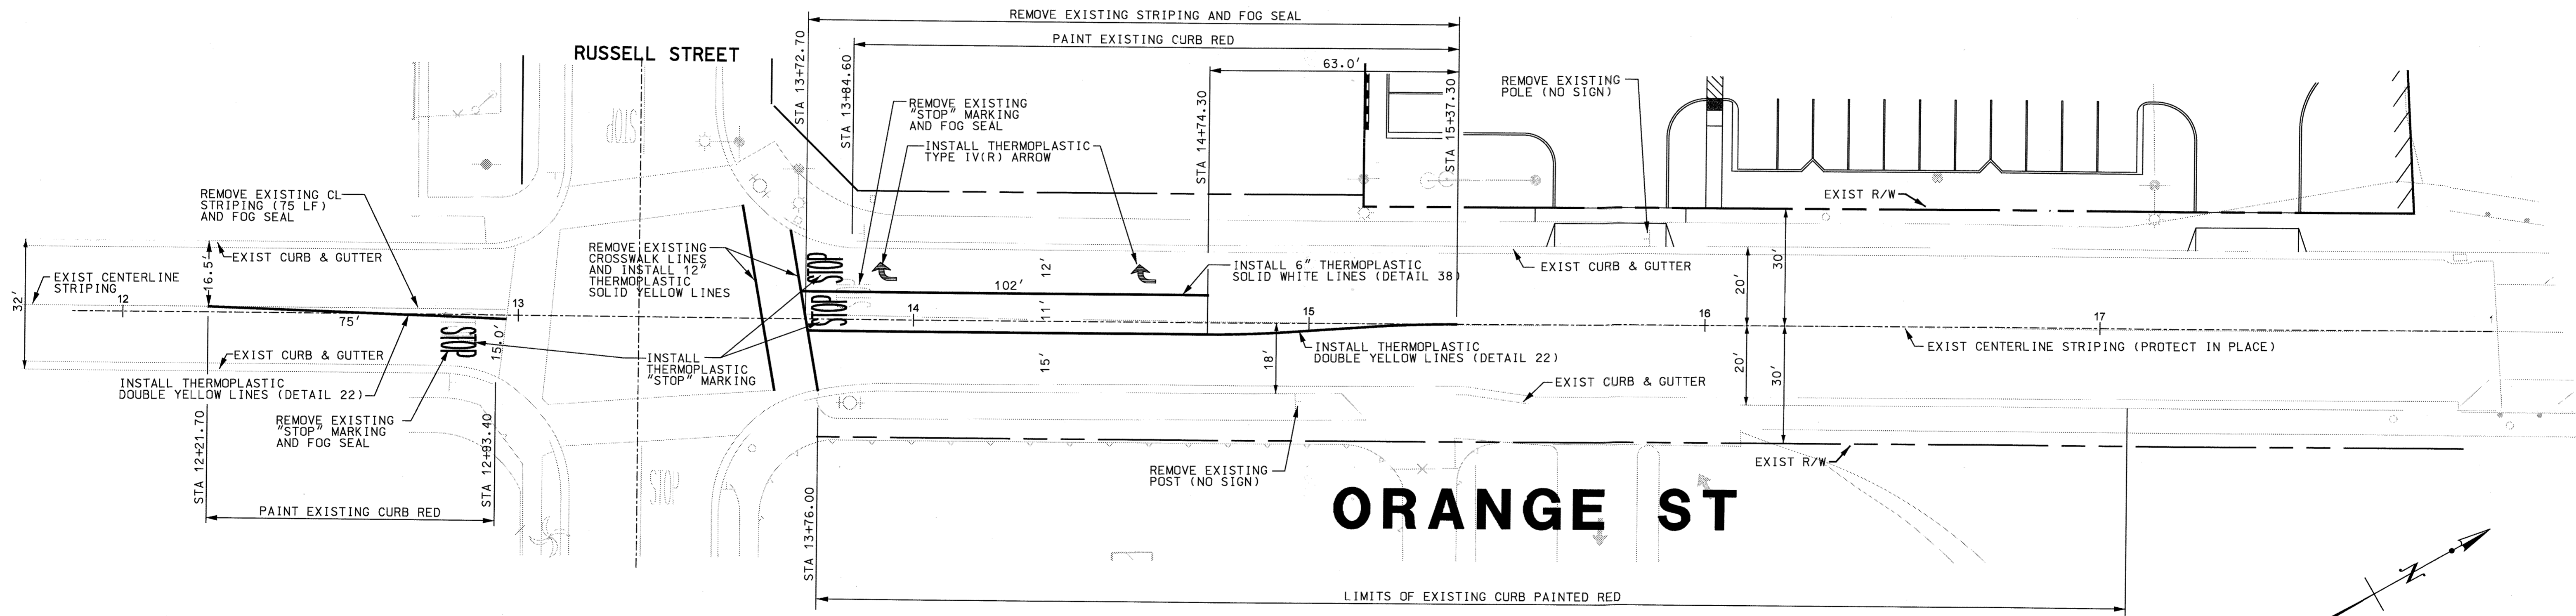 REMOVE EXISTING STRIPING AND FOG SEAL
PAINT EXISTING CURB RED
RUSSELL STREET
63.0'
STA 13+72.70
STA 13+84.60
STA 14+74.30
STA 15+37.30
REMOVE EXISTING
POLE (NO SIGN)
REMOVE EXISTING
"STOP" MARKING
AND FOG SEAL
INSTALL THERMOPLASTIC
TYPE IV(R) ARROW
STOP
REMOVE EXISTING CL
STRIPING (75 LF)
AND FOG SEAL
EXIST R/W
REMOVE EXISTING
CROSSWALK LINES
AND INSTALL 12"
THERMOPLASTIC
SOLID YELLOW LINES
EXIST CURB & GUTTER
16.5'
EXIST CENTERLINE
STRIPING
32'
STOP
STOP
12'
INSTALL 6" THERMOPLASTIC
SOLID WHITE LINES (DETAIL 38)
EXIST CURB & GUTTER
20'
30'
102'
11'
STOP
STOP
12
13
14
15
16
17
1
75'
STOP
15.0'
INSTALL THERMOPLASTIC
DOUBLE YELLOW LINES (DETAIL 22)
EXIST CENTERLINE STRIPING (PROTECT IN PLACE)
EXIST CURB & GUTTER
INSTALL
THERMOPLASTIC
"STOP" MARKING
15'
18'
20'
30'
INSTALL THERMOPLASTIC
DOUBLE YELLOW LINES (DETAIL 22)
EXIST CURB & GUTTER
REMOVE EXISTING
"STOP" MARKING
AND FOG SEAL
STA 12+21.70
STA 12+93.40
STOP
REMOVE EXISTING
POST (NO SIGN)
EXIST R/W
ORANGE ST
PAINT EXISTING CURB RED
STA 13+76.00
LIMITS OF EXISTING CURB PAINTED RED
N